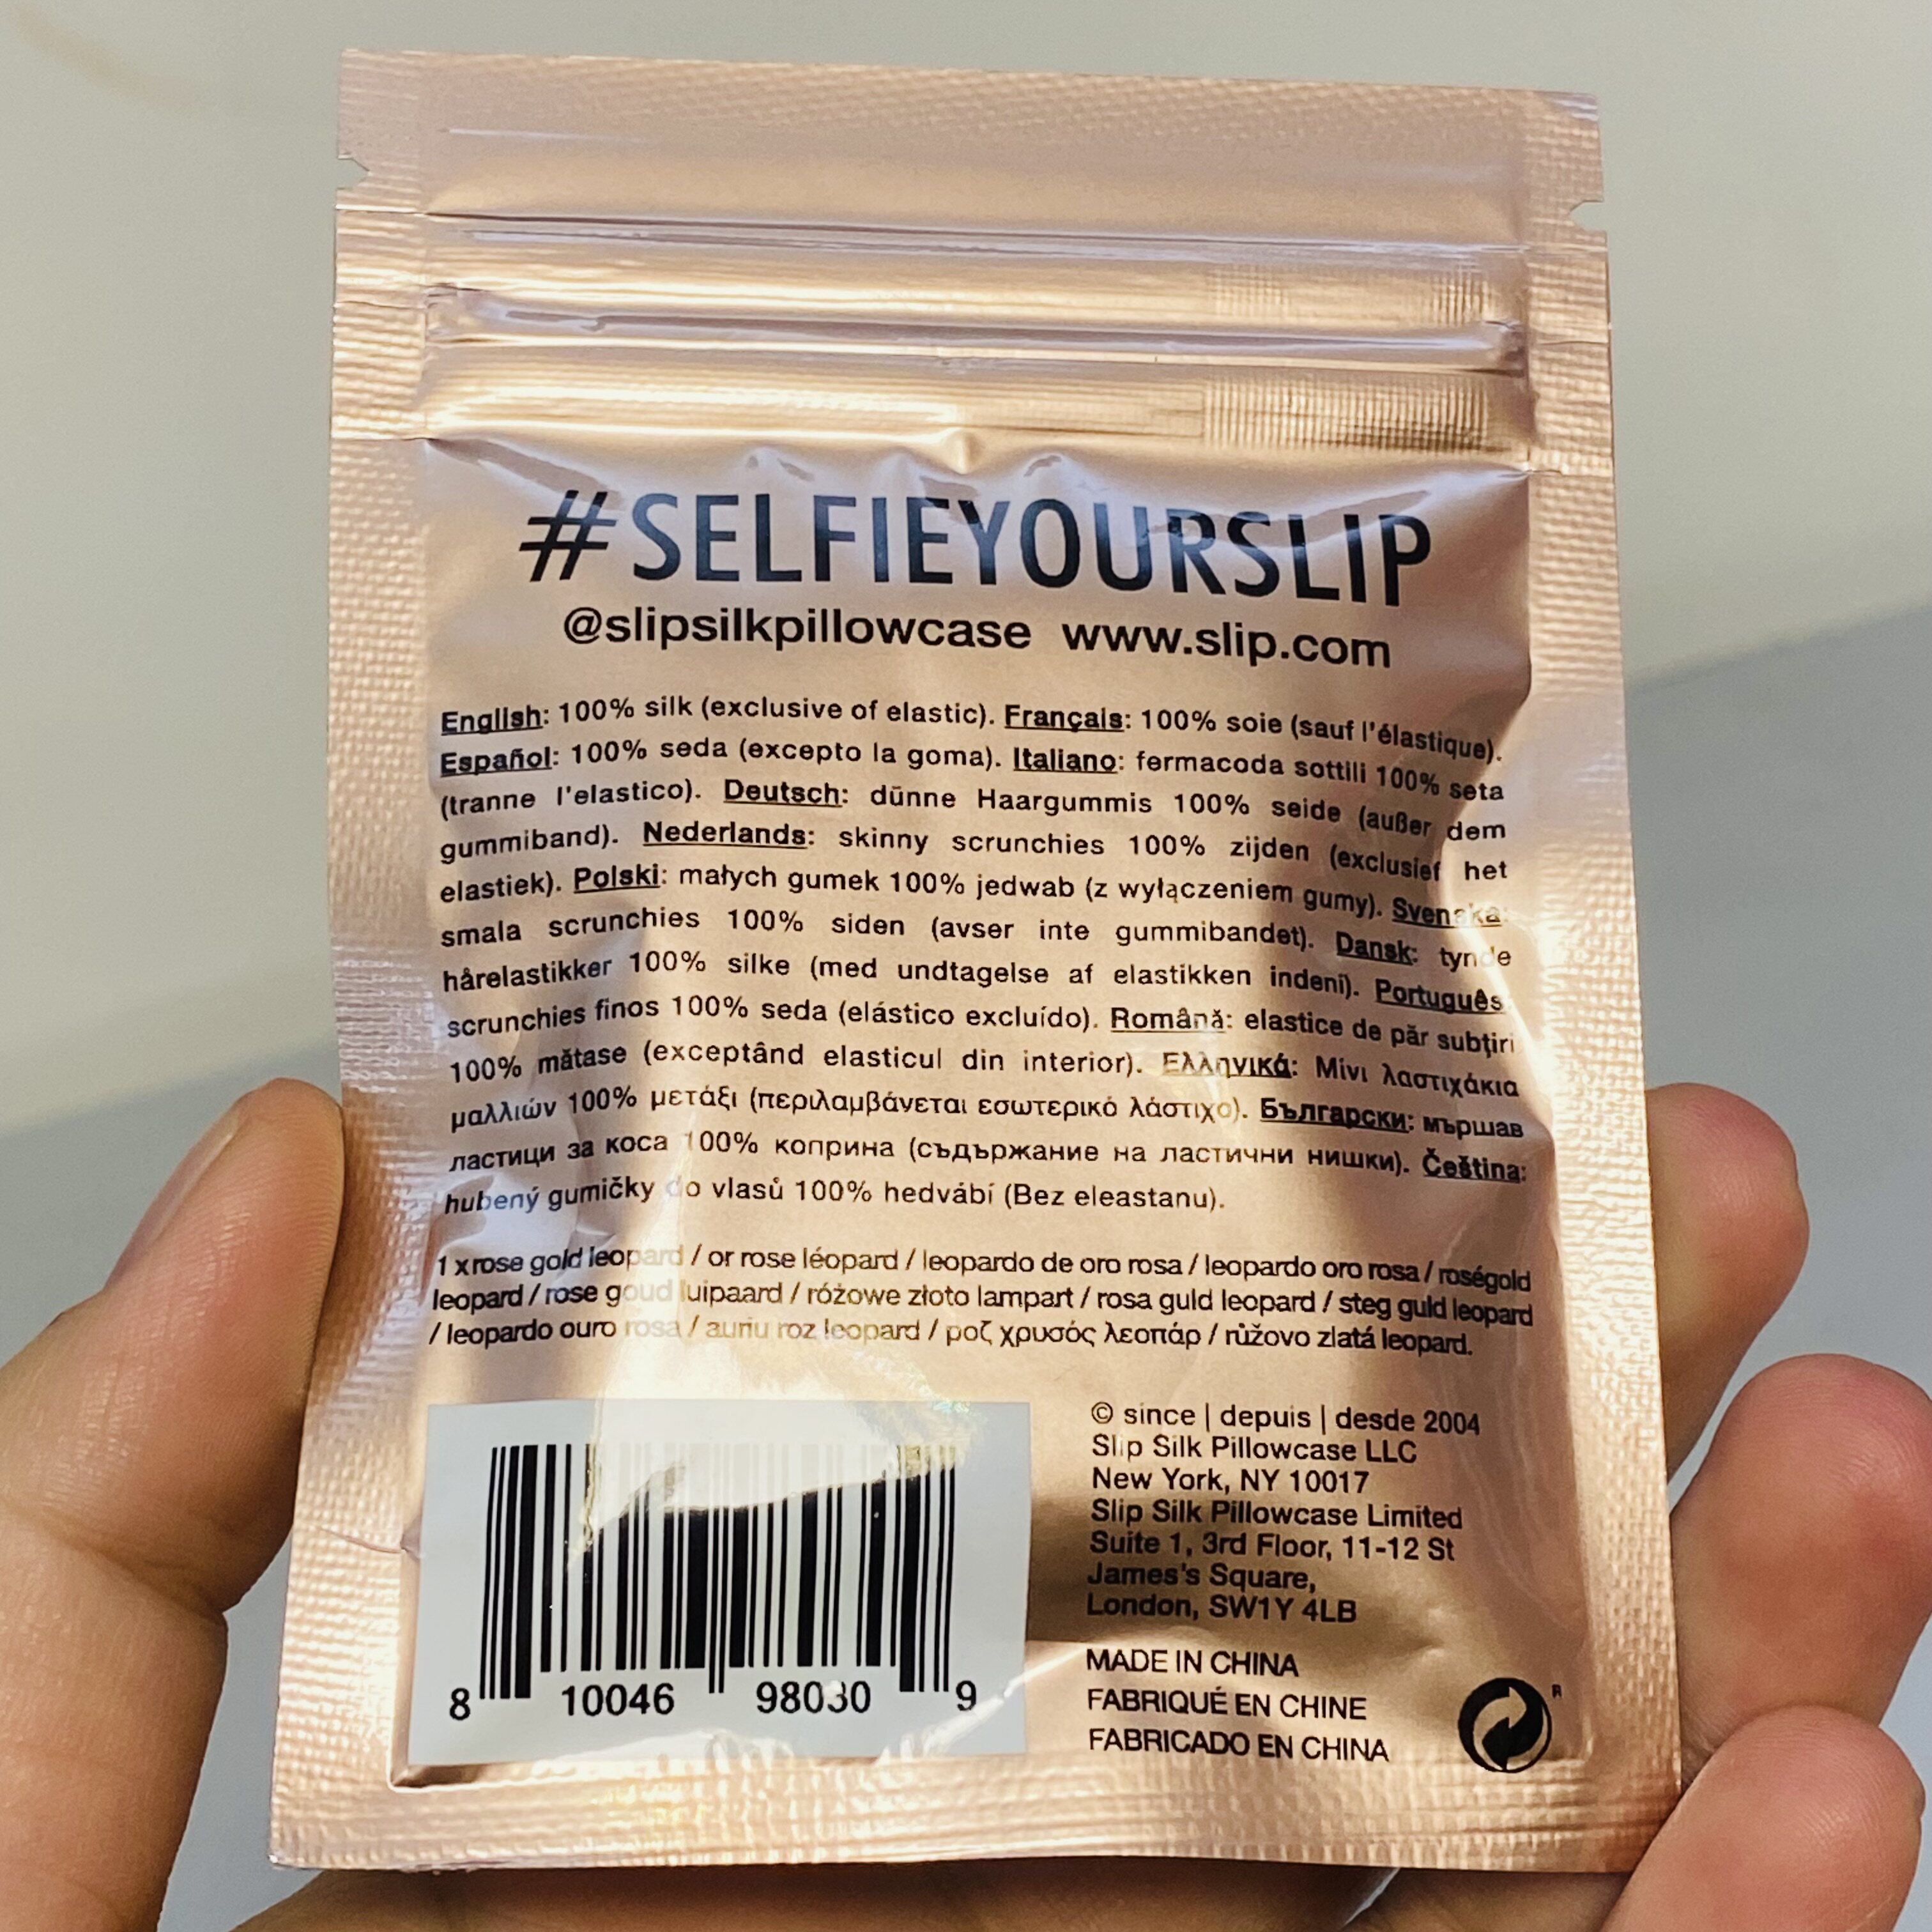 #SELFIEYOURSLIP
@slipsilkpillowcase www.slip.com
English: 100% silk (exclusive of elastic). Français: 100% soie (sauf l'élastique).
Español: 100% seda (excepto la goma). Italiano: fermacoda sottili 100% seta
(tranne l'elastico). Deutsch: dünne Haargummis 100% seide (außer dem
gummiband). Nederlands: skinny scrunchies 100% zijden (exclusief het
elastiek). Polski: małych gumek 100% jedwab (z wyłączeniem gumy). Svenska:
smala scrunchies 100% siden (avser inte gummibandet). Dansk: tynde
hårelastikker 100% silke (med undtagelse af elastikken indeni). Português:
scrunchies finos 100% seda (elástico excluído). Română: elastice de păr subțiri
100% mătase (exceptând elasticul din interior). Ελληνικά: Μίνι λαστιχάκια
μαλλιών 100% μετάξι (περιλαμβάνεται εσωτερικό λάστιχο). Български: мършав
ластици за коса 100% коприна (съдържание на ластични нишки). Čeština:
hubený gumičky do vlasů 100% hedvábí (Bez eleastanu).
1 x rose gold leopard / or rose léopard / leopardo de oro rosa / leopardo oro rosa / roségold
leopard / rose goud luipaard / różowe złoto lampart / rosa guld leopard / steg guld leopard
/ leopardo ouro rosa / auriu roz leopard / ροζ χρυσός λεοπάρ / růžovo zlatá leopard.
© since | depuis | desde 2004
Slip Silk Pillowcase LLC
New York, NY 10017
Slip Silk Pillowcase Limited
Suite 1, 3rd Floor, 11-12 St
James's Square,
London, SW1Y 4LB
MADE IN CHINA
FABRIQUÉ EN CHINE
FABRICADO EN CHINA
8 10046 98030 9